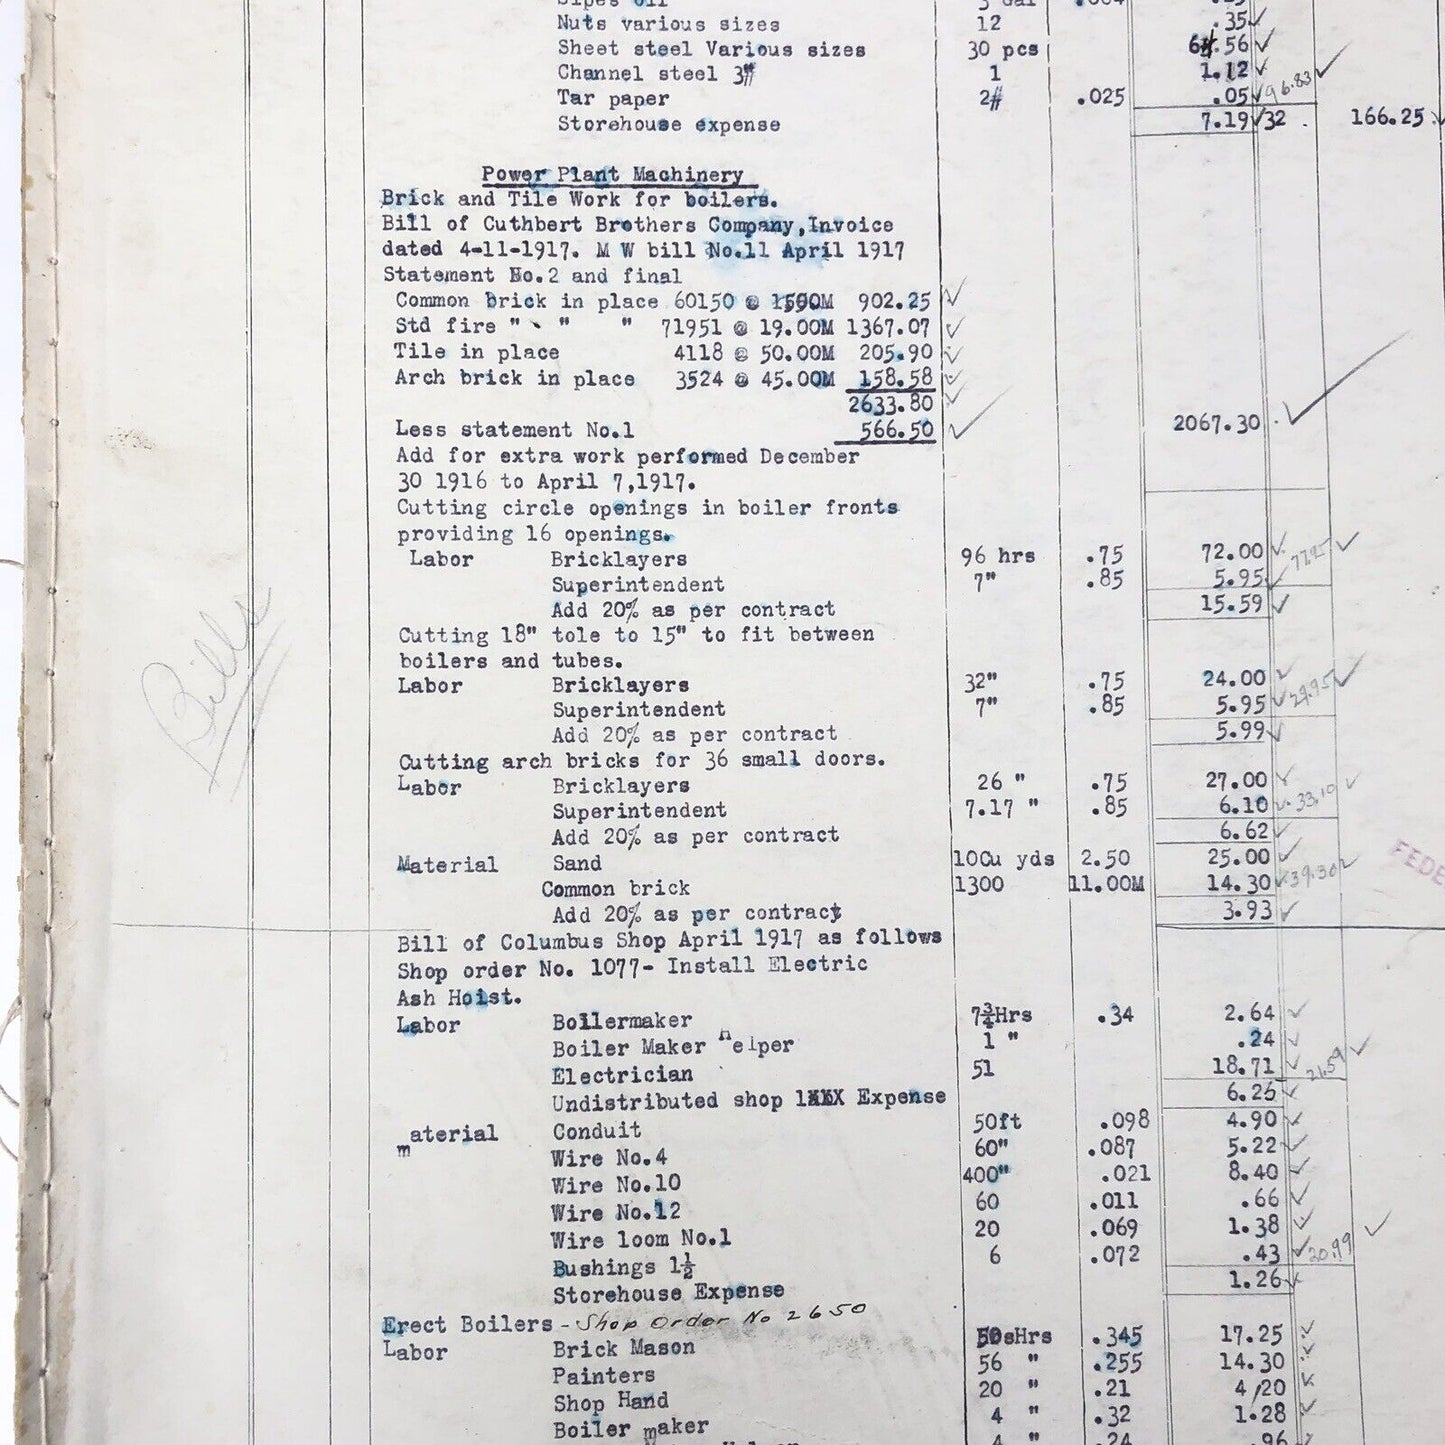 Nuts various sizes 12 .35
Sheet steel Various sizes 30 pcs 6.56
Channel steel 3" 1 1.12
Tar paper 2# .025 .05 96.83
Storehouse expense 7.19 32 166.25
Power Plant Machinery
Brick and Tile Work for boilers.
Bill of Cuthbert Brothers Company,Invoice
dated 4-11-1917. M W bill No.11 April 1917
Statement No.2 and final
Common brick in place 60150 @ 1500M 902.25
Std fire " " " 71951 @ 19.00M 1367.07
Tile in place 4118 @ 50.00M 205.90
Arch brick in place 3524 @ 45.00M 158.58
2633.80
Less statement No.1 566.50 2067.30
Add for extra work performed December
30 1916 to April 7,1917.
Cutting circle openings in boiler fronts
providing 16 openings.
Labor Bricklayers 96 hrs .75 72.00
Superintendent 7" .85 5.95 77.95
Add 20% as per contract 15.59
Cutting 18" tole to 15" to fit between
boilers and tubes.
Labor Bricklayers 32" .75 24.00
Superintendent 7" .85 5.95 29.95
Add 20% as per contract 5.99
Bills
Cutting arch bricks for 36 small doors.
Labor Bricklayers 26 " .75 27.00
Superintendent 7.17 " .85 6.10 33.10
Add 20% as per contract 6.62
Material Sand 10Cu yds 2.50 25.00
FEDE
Common brick 1300 11.00M 14.30 39.30
Add 20% as per contract 3.93
Bill of Columbus Shop April 1917 as follows
Shop order No. 1077- Install Electric
Ash Hoist.
Labor Boilermaker 7¾Hrs .34 2.64
Boiler Maker Helper 1 " .24
Electrician 51 18.71 21.59
Undistributed shop Expense 6.26
material Conduit 50ft .098 4.90
Wire No.4 60" .087 5.22
Wire No.10 400" .021 8.40
Wire No.12 60 .011 .66
Wire loom No.1 20 .069 1.38
Bushings 1½ 6 .072 .43 20.99
Storehouse Expense 1.26
Erect Boilers - Shop Order No 2650
Labor Brick Mason 50 Hrs .345 17.25
Painters 56 " .255 14.30
Shop Hand 20 " .21 4/20
Boiler maker 4 " .32 1.28
4 " .24 .96